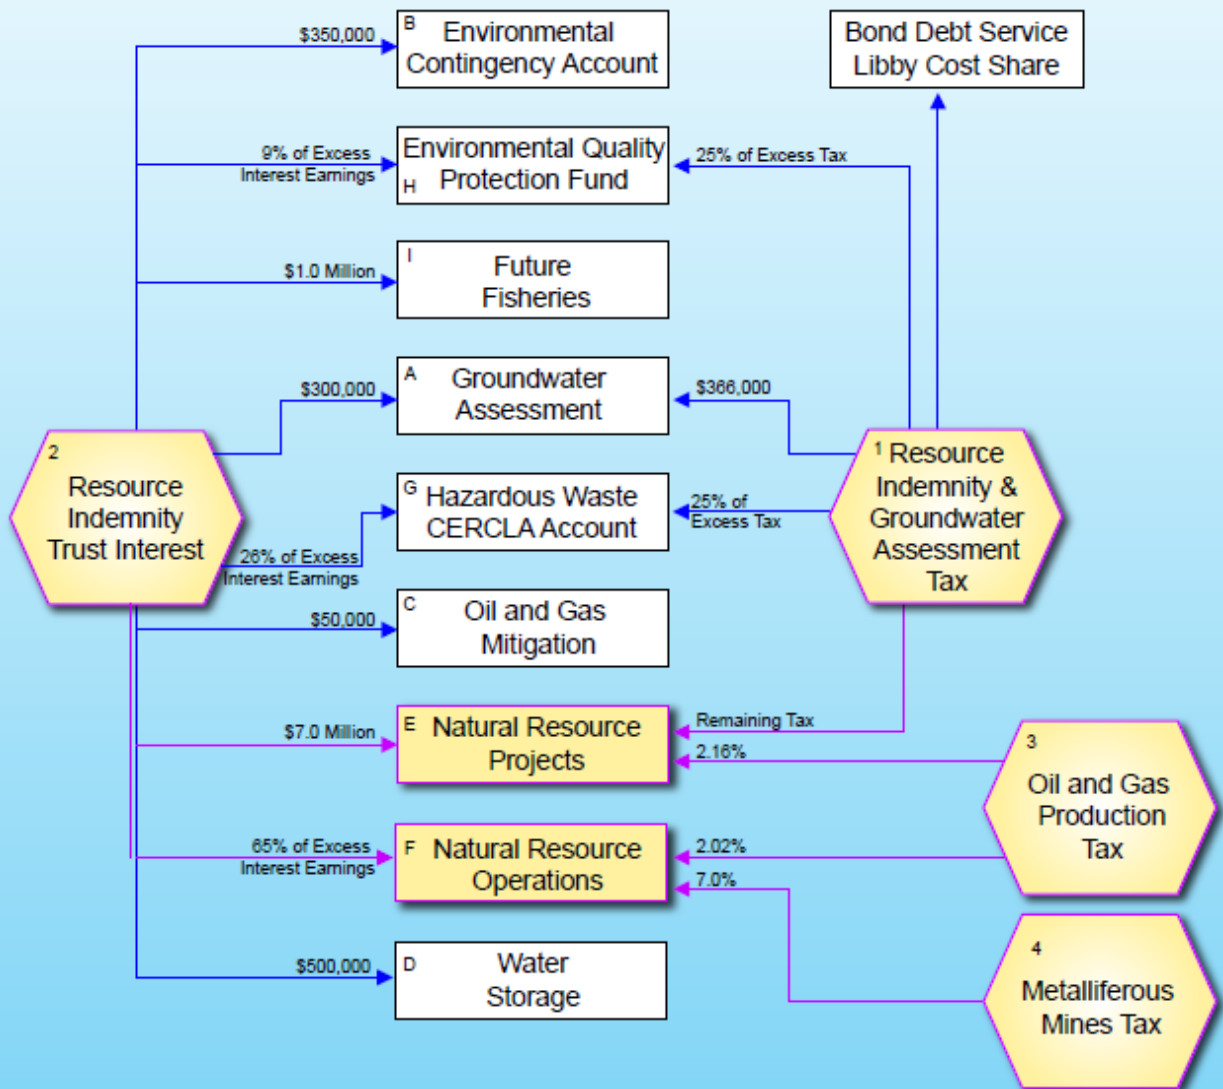 $350,000
B
Environmental
Contingency Account
Bond Debt Service
Libby Cost Share
9% of Excess
Interest Earnings
Environmental Quality
H
Protection Fund
25% of Excess Tax
$1.0 Million
I
Future
Fisheries
$300,000
A
Groundwater
Assessment
$366,000
2
Resource
Indemnity
Trust Interest
26% of Excess
Interest Earnings
G
Hazardous Waste
CERCLA Account
25% of
Excess Tax
1 Resource
Indemnity &
Groundwater
Assessment
Tax
$50,000
C
Oil and Gas
Mitigation
$7.0 Million
E
Natural Resource
Projects
Remaining Tax
2.16%
3
Oil and Gas
Production
Tax
65% of Excess
Interest Earnings
F
Natural Resource
Operations
2.02%
7.0%
4
Metalliferous
Mines Tax
$500,000
D
Water
Storage